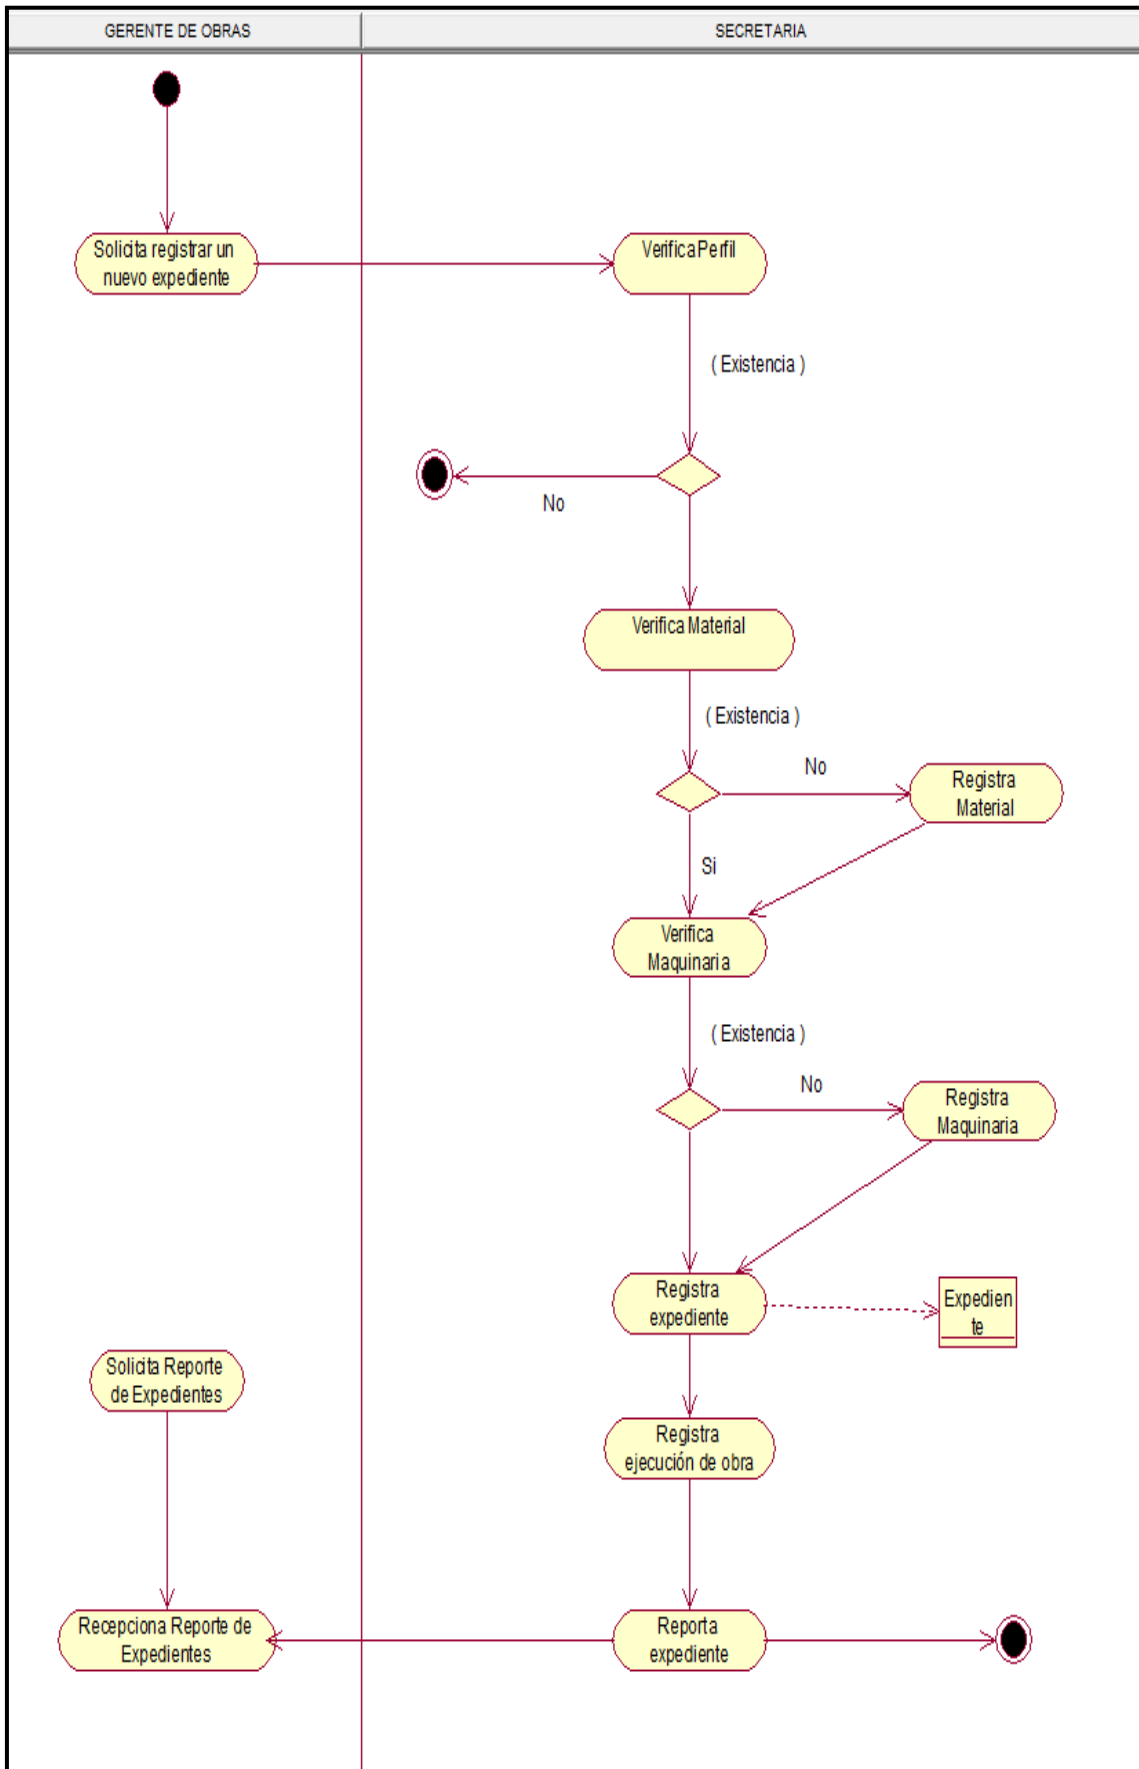 GERENTE DE OBRAS
SECRETARIA
Solicita registrar un
nuevo expediente
Verifica Perfil
( Existencia )
No
Verifica Material
( Existencia )
No
Registra
Material
Si
Verifica
Maquinaria
( Existencia )
No
Registra
Maquinaria
Registra
expediente
Expedien
te
Solicita Reporte
de Expedientes
Registra
ejecución de obra
Recepciona Reporte de
Expedientes
Reporta
expediente